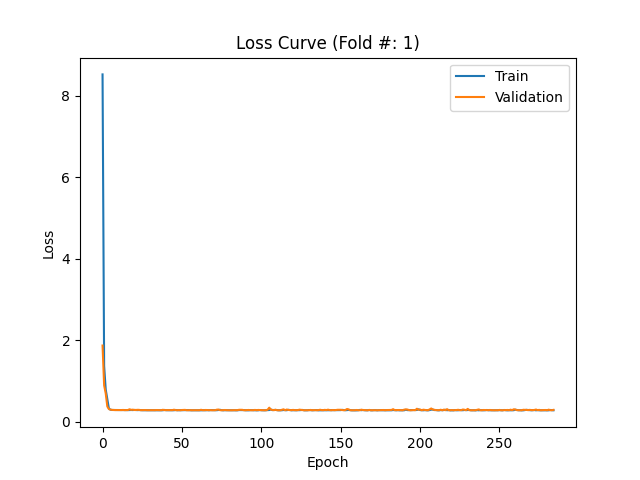 Loss Curve (Fold #: 1)
Train
Validation
8
6
4
2
0
Loss
0 50 100 150 200 250
Epoch